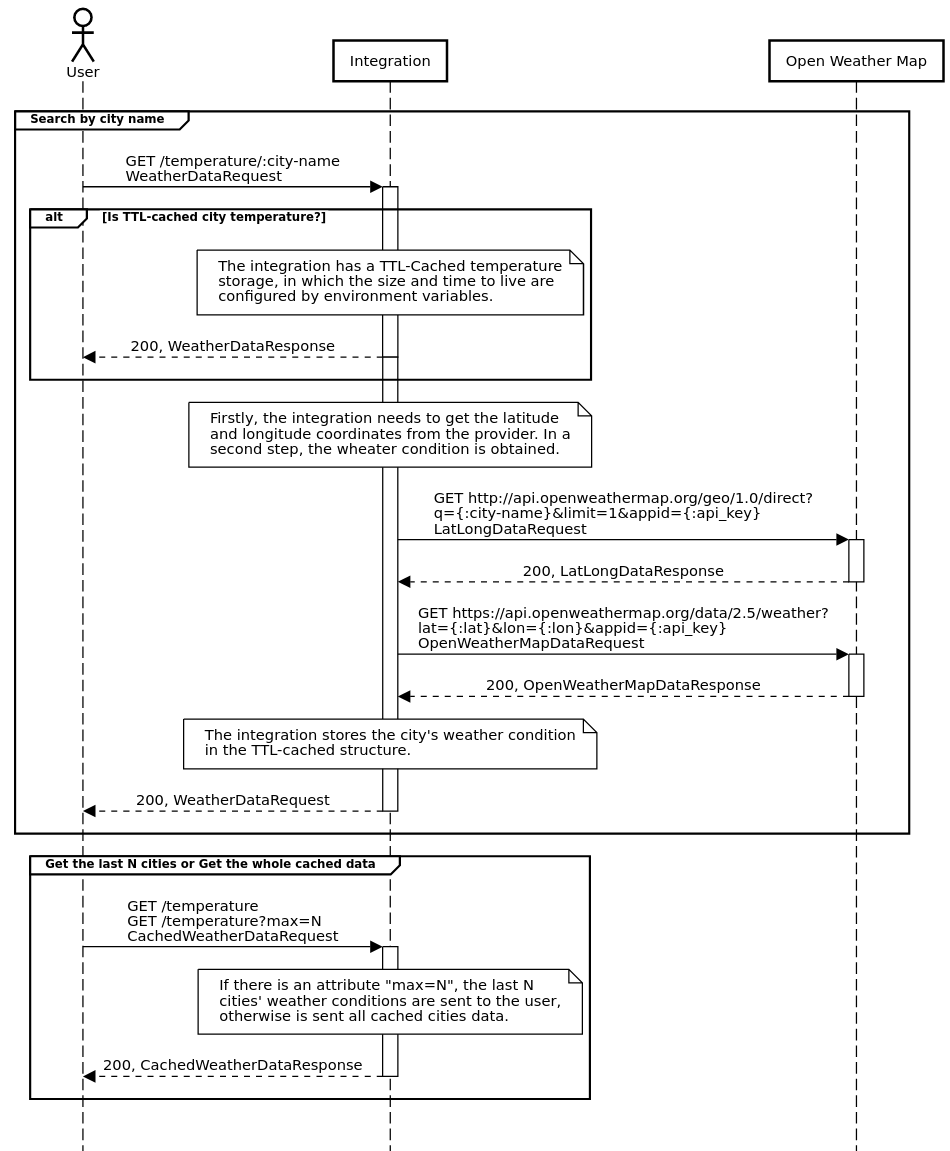 User
Integration
Open Weather Map
Search by city name
GET /temperature/:city-name
WeatherDataRequest
alt
[Is TTL-cached city temperature?]
The integration has a TTL-Cached temperature
storage, in which the size and time to live are
configured by environment variables.
200, WeatherDataResponse
Firstly, the integration needs to get the latitude
and longitude coordinates from the provider. In a
second step, the wheater condition is obtained.
GET http://api.openweathermap.org/geo/1.0/direct?
q={:city-name}&limit=1&appid={:api_key}
LatLongDataRequest
200, LatLongDataResponse
GET https://api.openweathermap.org/data/2.5/weather?
lat={:lat}&lon={:lon}&appid={:api_key}
OpenWeatherMapDataRequest
200, OpenWeatherMapDataResponse
The integration stores the city's weather condition
in the TTL-cached structure.
200, WeatherDataRequest
Get the last N cities or Get the whole cached data
GET /temperature
GET /temperature?max=N
CachedWeatherDataRequest
If there is an attribute "max=N", the last N
cities' weather conditions are sent to the user,
otherwise is sent all cached cities data.
200, CachedWeatherDataResponse